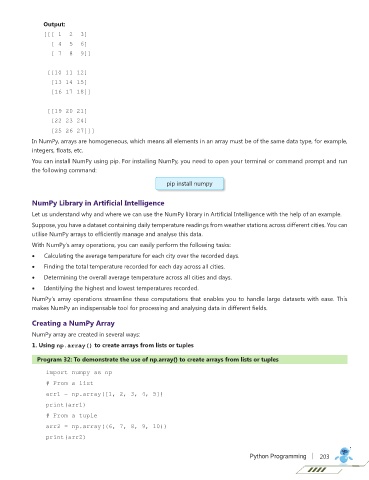 Output:
[[[ 1 2 3]
[ 4 5 6]
[ 7 8 9]]
[[10 11 12]
[13 14 15]
[16 17 18]]
[[19 20 21]
[22 23 24]
[25 26 27]]]
In NumPy, arrays are homogeneous, which means all elements in an array must be of the same data type, for example,
integers, floats, etc.
You can install NumPy using pip. For installing NumPy, you need to open your terminal or command prompt and run
the following command:
pip install numpy
NumPy Library in Artificial Intelligence
Let us understand why and where we can use the NumPy library in Artificial Intelligence with the help of an example.
Suppose, you have a dataset containing daily temperature readings from weather stations across different cities. You can
utilise NumPy arrays to efficiently manage and analyse this data.
With NumPy's array operations, you can easily perform the following tasks:
• Calculating the average temperature for each city over the recorded days.
• Finding the total temperature recorded for each day across all cities.
• Determining the overall average temperature across all cities and days.
• Identifying the highest and lowest temperatures recorded.
NumPy's array operations streamline these computations that enables you to handle large datasets with ease. This
makes NumPy an indispensable tool for processing and analysing data in different fields.
Creating a NumPy Array
NumPy array are created in several ways:
1. Using np.array() to create arrays from lists or tuples
Program 32: To demonstrate the use of np.array() to create arrays from lists or tuples
import numpy as np
# From a list
arr1 = np.array([1, 2, 3, 4, 5])
print(arr1)
# From a tuple
arr2 = np.array((6, 7, 8, 9, 10))
print(arr2)
Python Programming | 203